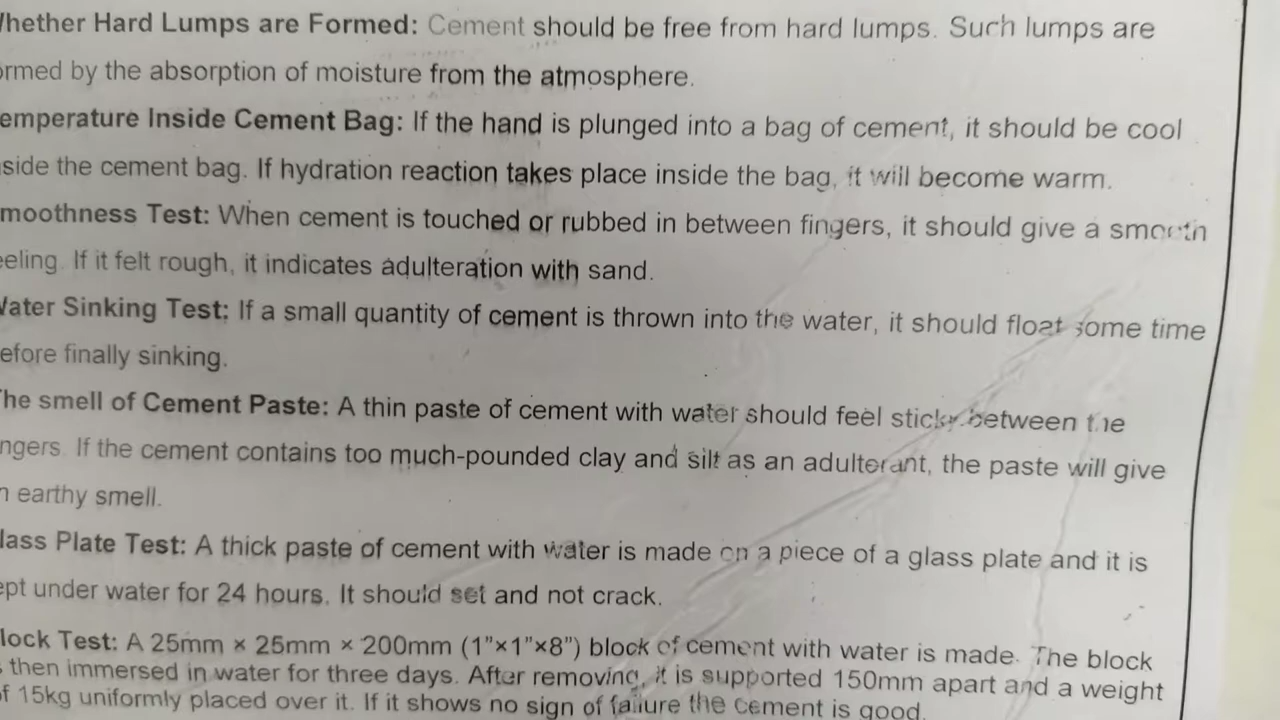 hether Hard Lumps are Formed: Cement should be free from hard lumps. Such lumps are
ormed by the absorption of moisture from the atmosphere.
emperature Inside Cement Bag: If the hand is plunged into a bag of cement, it should be cool
side the cement bag. If hydration reaction takes place inside the bag, it will become warm.
moothness Test: When cement is touched or rubbed in between fingers, it should give a smooth
eeling. If it felt rough, it indicates adulteration with sand.
Water Sinking Test: If a small quantity of cement is thrown into the water, it should float some time
efore finally sinking.
The smell of Cement Paste: A thin paste of cement with water should feel sticky between the
ngers. If the cement contains too much-pounded clay and silt as an adulterant, the paste will give
n earthy smell.
lass Plate Test: A thick paste of cement with water is made on a piece of a glass plate and it is
ept under water for 24 hours. It should set and not crack.
lock Test: A 25mm × 25mm × 200mm (1”×1”×8”) block of cement with water is made. The block
then immersed in water for three days. After removing, it is supported 150mm apart and a weight
of 15kg uniformly placed over it. If it shows no sign of failure the cement is good.